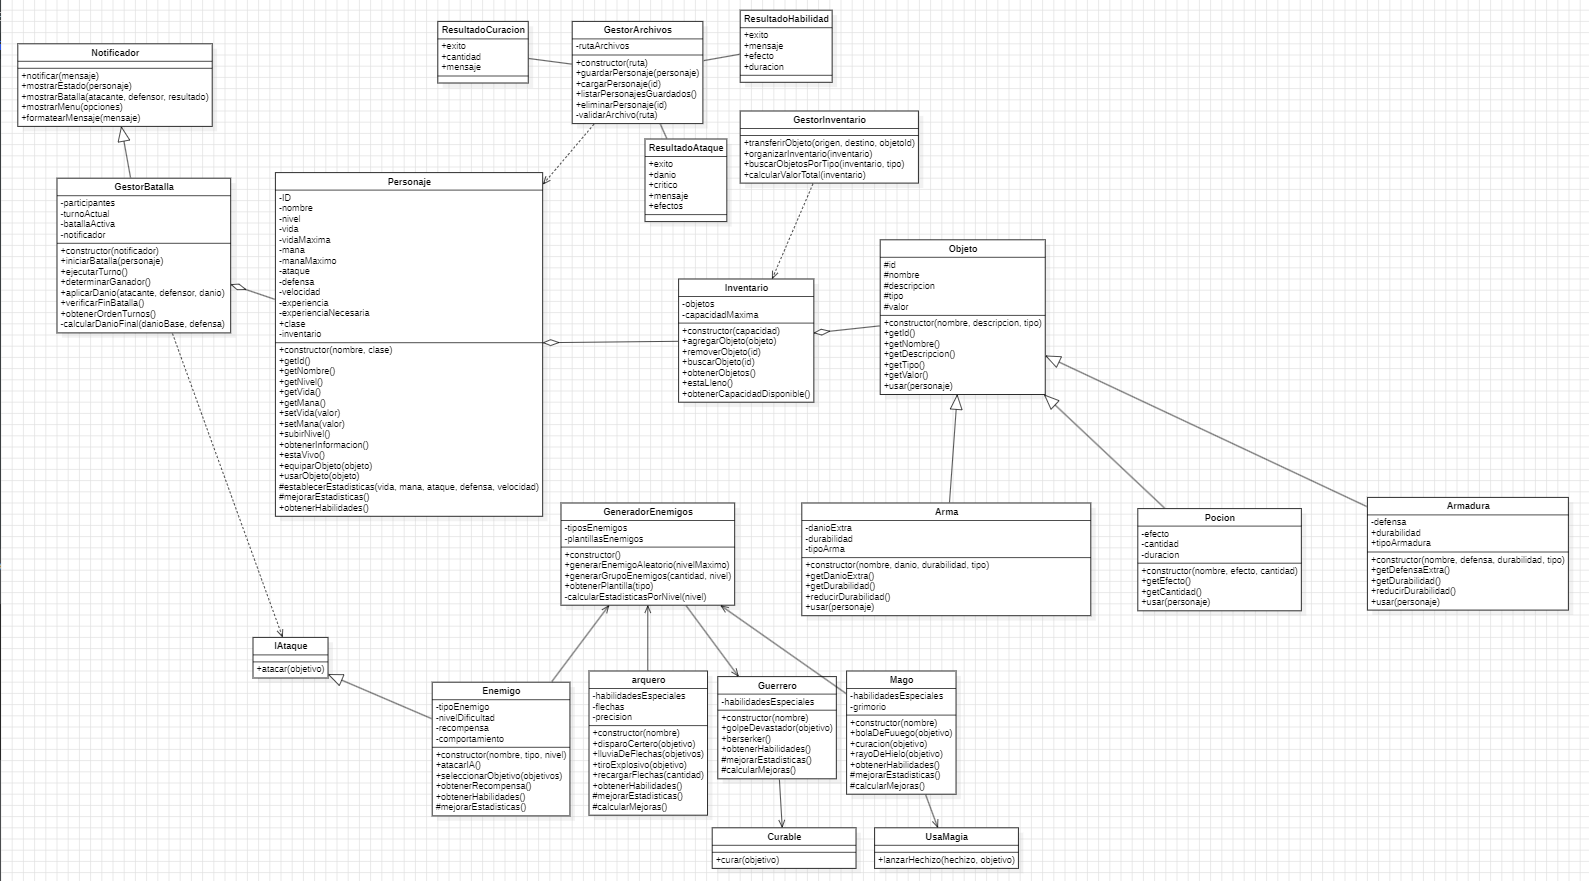 Notificador
+notificar(mensaje)
+mostrarEstado(personaje)
+mostrarBatalla(atacante, defensor, resultado)
+mostrarMenu(opciones)
+formatearMensaje(mensaje)
ResultadoCuracion
+exito
+cantidad
+mensaje
GestorArchivos
-rutaArchivos
+constructor(ruta)
+guardarPersonaje(personaje)
+cargarPersonaje(id)
+listarPersonajesGuardados()
+eliminarPersonaje(id)
-validarArchivo(ruta)
ResultadoHabilidad
+exito
+mensaje
+efecto
+duracion
GestorInventario
+transferirObjeto(origen, destino, objetoId)
+organizarInventario(inventario)
+buscarObjetosPorTipo(inventario, tipo)
+calcularValorTotal(inventario)
ResultadoAtaque
+exito
+danio
+critico
+mensaje
+efectos
GestorBatalla
-participantes
-turnoActual
-batallaActiva
-notificador
+constructor(notificador)
+iniciarBatalla(personaje)
+ejecutarTurno()
+determinarGanador()
+aplicarDanio(atacante, defensor, danio)
+verificarFinBatalla()
+obtenerOrdenTurnos()
-calcularDanioFinal(danioBase, defensa)
Personaje
-ID
-nombre
-nivel
-vida
-vidaMaxima
-mana
-manaMaximo
-ataque
-defensa
-velocidad
-experiencia
-experienciaNecesaria
+clase
-inventario
+constructor(nombre, clase)
+getId()
+getNombre()
+getNivel()
+getVida()
+getMana()
+setVida(valor)
+setMana(valor)
+subirNivel()
+obtenerInformacion()
+estaVivo()
+equiparObjeto(objeto)
+usarObjeto(objeto)
#establecerEstadisticas(vida, mana, ataque, defensa, velocidad)
#mejorarEstadisticas()
+obtenerHabilidades()
Inventario
-objetos
-capacidadMaxima
+constructor(capacidad)
+agregarObjeto(objeto)
+removerObjeto(id)
+buscarObjeto(id)
+obtenerObjetos()
+estaLleno()
+obtenerCapacidadDisponible()
Objeto
#id
#nombre
#descripcion
#tipo
#valor
+constructor(nombre, descripcion, tipo)
+getId()
+getNombre()
+getDescripcion()
+getTipo()
+getValor()
+usar(personaje)
GeneradorEnemigos
-tiposEnemigos
-plantillasEnemigos
+constructor()
+generarEnemigoAleatorio(nivelMaximo)
+generarGrupoEnemigos(cantidad, nivel)
+obtenerPlantilla(tipo)
-calcularEstadisticasPorNivel(nivel)
Arma
-danioExtra
-durabilidad
-tipoArma
+constructor(nombre, danio, durabilidad, tipo)
+getDanioExtra()
+getDurabilidad()
+reducirDurabilidad()
+usar(personaje)
Pocion
-efecto
-cantidad
-duracion
+constructor(nombre, efecto, cantidad)
+getEfecto()
+getCantidad()
+usar(personaje)
Armadura
-defensa
+durabilidad
+tipoArmadura
+constructor(nombre, defensa, durabilidad, tipo)
+getDefensaExtra()
+getDurabilidad()
+reducirDurabilidad()
+usar(personaje)
IAtaque
+atacar(objetivo)
Enemigo
-tipoEnemigo
-nivelDificultad
-recompensa
-comportamiento
+constructor(nombre, tipo, nivel)
+atacarIA()
+seleccionarObjetivo(objetivos)
+obtenerRecompensa()
+obtenerHabilidades()
#mejorarEstadisticas()
arquero
-habilidadesEspeciales
-flechas
-precision
+constructor(nombre)
+disparoCertero(objetivo)
+lluviaDeFlechas(objetivos)
+tiroExplosivo(objetivo)
+recargarFlechas(cantidad)
+obtenerHabilidades()
#mejorarEstadisticas()
#calcularMejoras()
Guerrero
-habilidadesEspeciales
+constructor(nombre)
+golpeDevastador(objetivo)
+berserker()
+obtenerHabilidades()
#mejorarEstadisticas()
#calcularMejoras()
Mago
-habilidadesEspeciales
-grimorio
+constructor(nombre)
+bolaDeFuuego(objetivo)
+curacion(objetivo)
+rayoDeHielo(objetivo)
+obtenerHabilidades()
#mejorarEstadisticas()
#calcularMejoras()
Curable
+curar(objetivo)
UsaMagia
+lanzarHechizo(hechizo, objetivo)